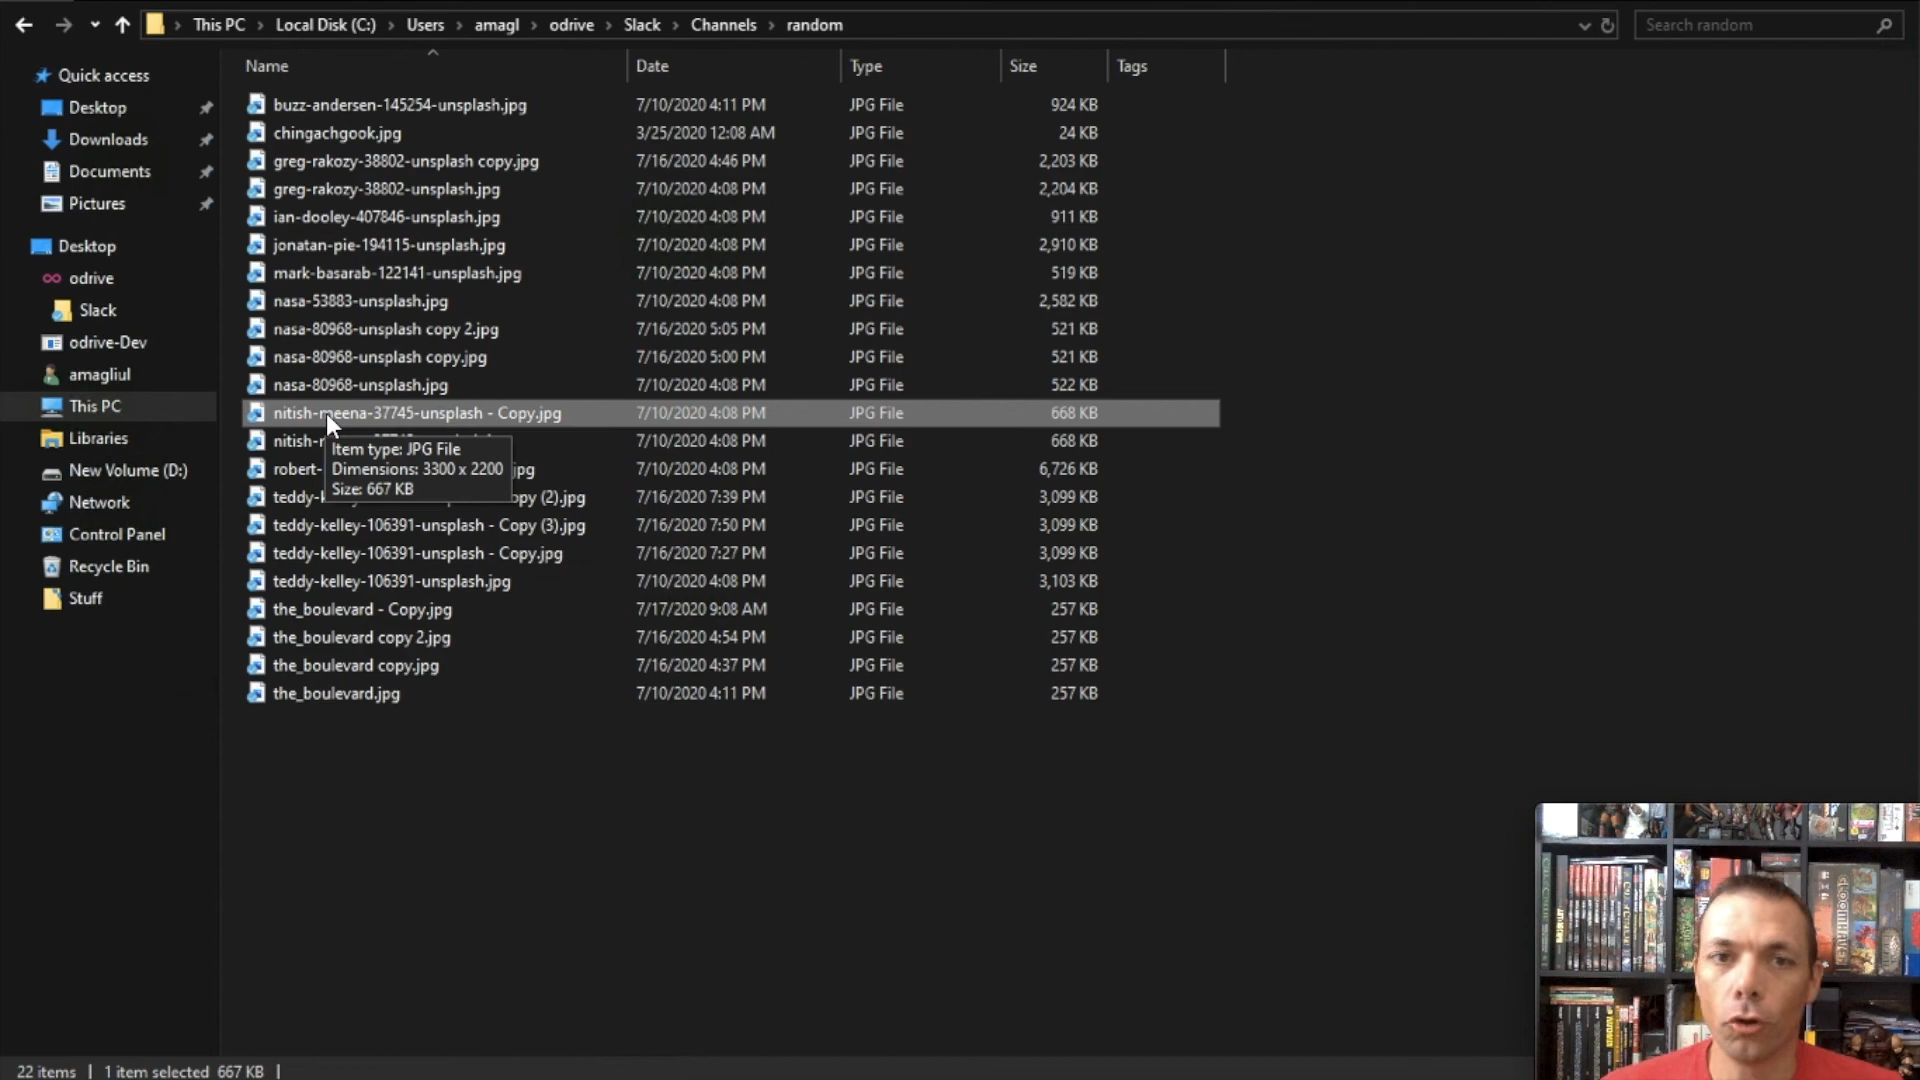 This PC > Local Disk (C:) > Users > amagl > odrive > Slack > Channels > random
Search random
Name Date Type Size Tags
Quick access
Desktop
Downloads
Documents
Pictures
Desktop
odrive
Slack
odrive-Dev
amagliul
This PC
Libraries
New Volume (D:)
Network
Control Panel
Recycle Bin
Stuff
buzz-andersen-145254-unsplash.jpg 7/10/2020 4:11 PM JPG File 924 KB
chingachgook.jpg 3/25/2020 12:08 AM JPG File 24 KB
greg-rakozy-38802-unsplash copy.jpg 7/16/2020 4:46 PM JPG File 2,203 KB
greg-rakozy-38802-unsplash.jpg 7/10/2020 4:08 PM JPG File 2,204 KB
ian-dooley-407846-unsplash.jpg 7/10/2020 4:08 PM JPG File 911 KB
jonatan-pie-194115-unsplash.jpg 7/10/2020 4:08 PM JPG File 2,910 KB
mark-basarab-122141-unsplash.jpg 7/10/2020 4:08 PM JPG File 519 KB
nasa-53883-unsplash.jpg 7/10/2020 4:08 PM JPG File 2,582 KB
nasa-80968-unsplash copy 2.jpg 7/16/2020 5:05 PM JPG File 521 KB
nasa-80968-unsplash copy.jpg 7/16/2020 5:00 PM JPG File 521 KB
nasa-80968-unsplash.jpg 7/10/2020 4:08 PM JPG File 522 KB
nitish-meena-37745-unsplash - Copy.jpg 7/10/2020 4:08 PM JPG File 668 KB
nitish- 7/10/2020 4:08 PM JPG File 668 KB
Item type: JPG File
Dimensions: 3300 x 2200
Size: 667 KB
robert- jpg 7/10/2020 4:08 PM JPG File 6,726 KB
teddy- opy (2).jpg 7/16/2020 7:39 PM JPG File 3,099 KB
teddy-kelley-106391-unsplash - Copy (3).jpg 7/16/2020 7:50 PM JPG File 3,099 KB
teddy-kelley-106391-unsplash - Copy.jpg 7/16/2020 7:27 PM JPG File 3,099 KB
teddy-kelley-106391-unsplash.jpg 7/10/2020 4:08 PM JPG File 3,103 KB
the_boulevard - Copy.jpg 7/17/2020 9:08 AM JPG File 257 KB
the_boulevard copy 2.jpg 7/16/2020 4:54 PM JPG File 257 KB
the_boulevard copy.jpg 7/16/2020 4:37 PM JPG File 257 KB
the_boulevard.jpg 7/10/2020 4:11 PM JPG File 257 KB
22 items | 1 item selected 667 KB |